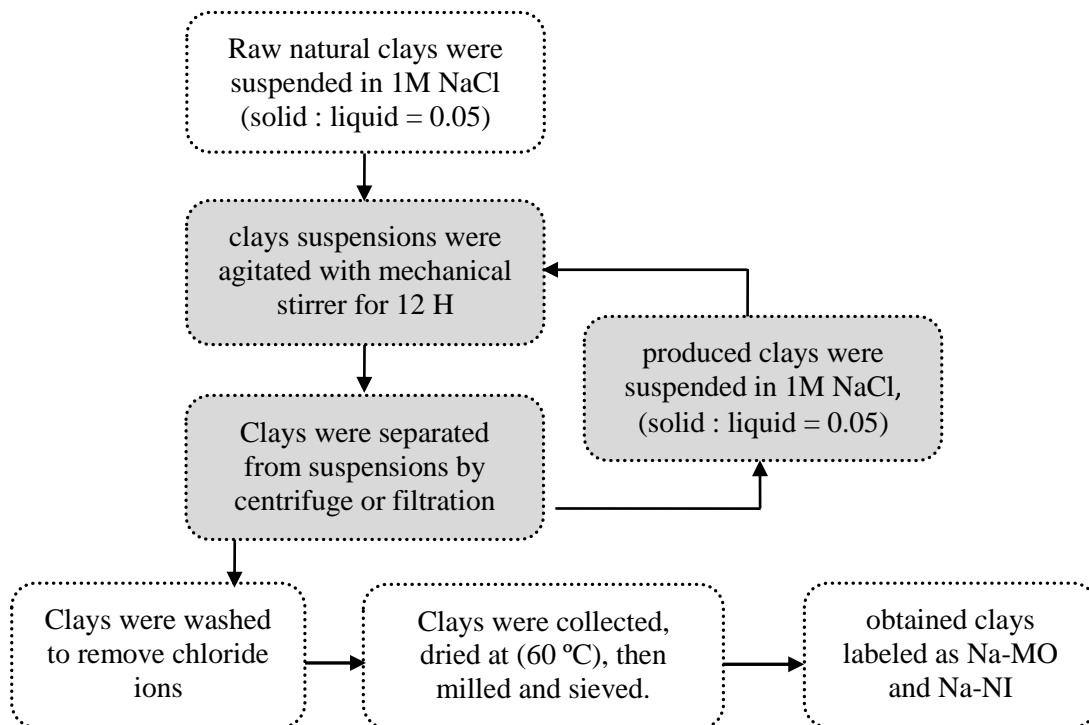 Raw natural clays were
suspended in 1M NaCl
(solid : liquid = 0.05)
clays suspensions were
agitated with mechanical
stirrer for 12 H
produced clays were
suspended in 1M NaCl,
(solid : liquid = 0.05)
Clays were separated
from suspensions by
centrifuge or filtration
Clays were washed
to remove chloride
ions
Clays were collected,
dried at (60 ºC), then
milled and sieved.
obtained clays
labeled as Na-MO
and Na-NI